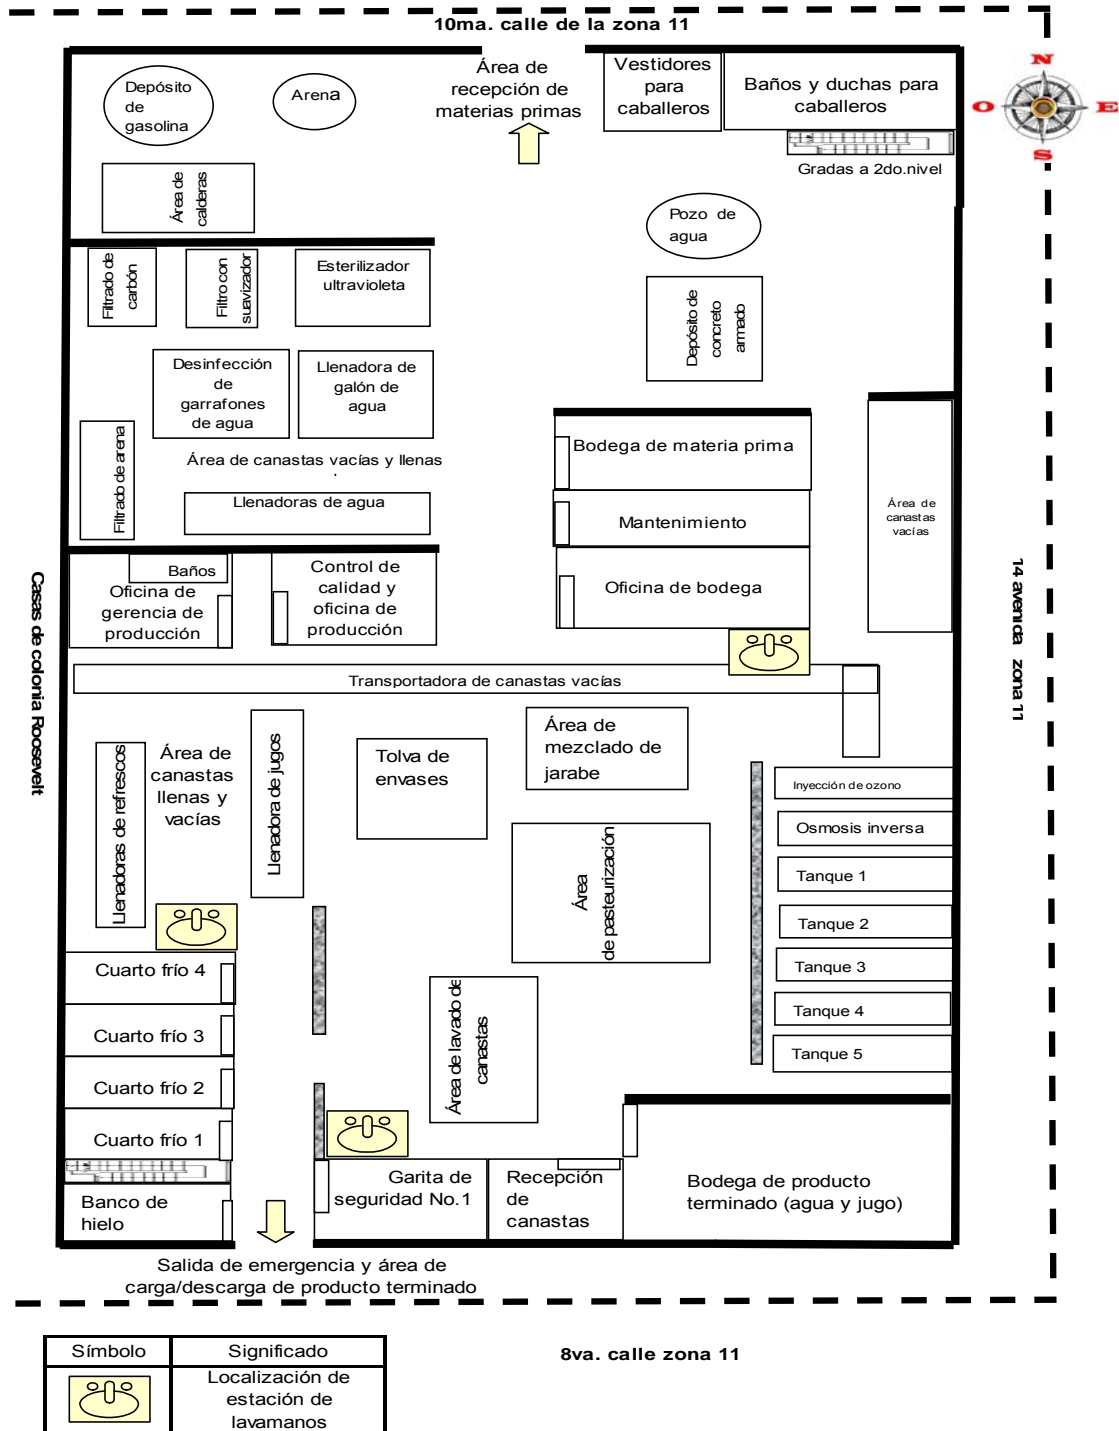 10ma. calle de la zona 11
Depósito
de
gasolina
Arena
Área de
recepción de
materias primas
Vestidores
para
caballeros
Baños y duchas para
caballeros
Gradas a 2do.nivel
N
O
E
S
Área de
calderas
Pozo de
agua
Filtrado de
carbón
Filtro con
suavizador
Esterilizador
ultravioleta
Depósito de
concreto
armado
Desinfección
de
garrafones
de agua
Llenadora de
galón de
agua
Filtrado de arena
Área de canastas vacías y llenas
.
Llenadoras de agua
Bodega de materia prima
Mantenimiento
Oficina de bodega
Área de
canastas
vacías
Baños
Oficina de
gerencia de
producción
Control de
calidad y
oficina de
producción
Casas de colonia Roosevelt
14 avenida zona 11
Transportadora de canastas vacías
Llenadoras de refrescos
Área de
canastas
llenas y
vacías
Llenadora de jugos
Tolva de
envases
Área de
mezclado de
jarabe
Área
de pasteurización
Inyección de ozono
Osmosis inversa
Tanque 1
Tanque 2
Tanque 3
Tanque 4
Tanque 5
Cuarto frío 4
Cuarto frío 3
Cuarto frío 2
Cuarto frío 1
Banco de
hielo
Área de lavado de
canastas
Garita de
seguridad No.1
Recepción
de
canastas
Bodega de producto
terminado (agua y jugo)
Salida de emergencia y área de
carga/descarga de producto terminado
8va. calle zona 11
Símbolo
Significado
Localización de
estación de
lavamanos